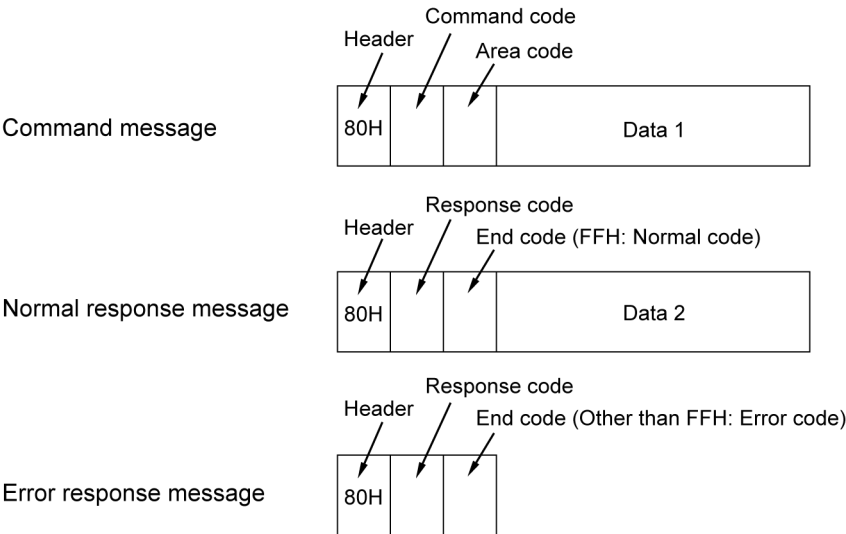 Command code
Header
Area code
Command message
80H
Data 1
Response code
Header
End code (FFH: Normal code)
Normal response message
80H
Data 2
Response code
Header
End code (Other than FFH: Error code)
Error response message
80H